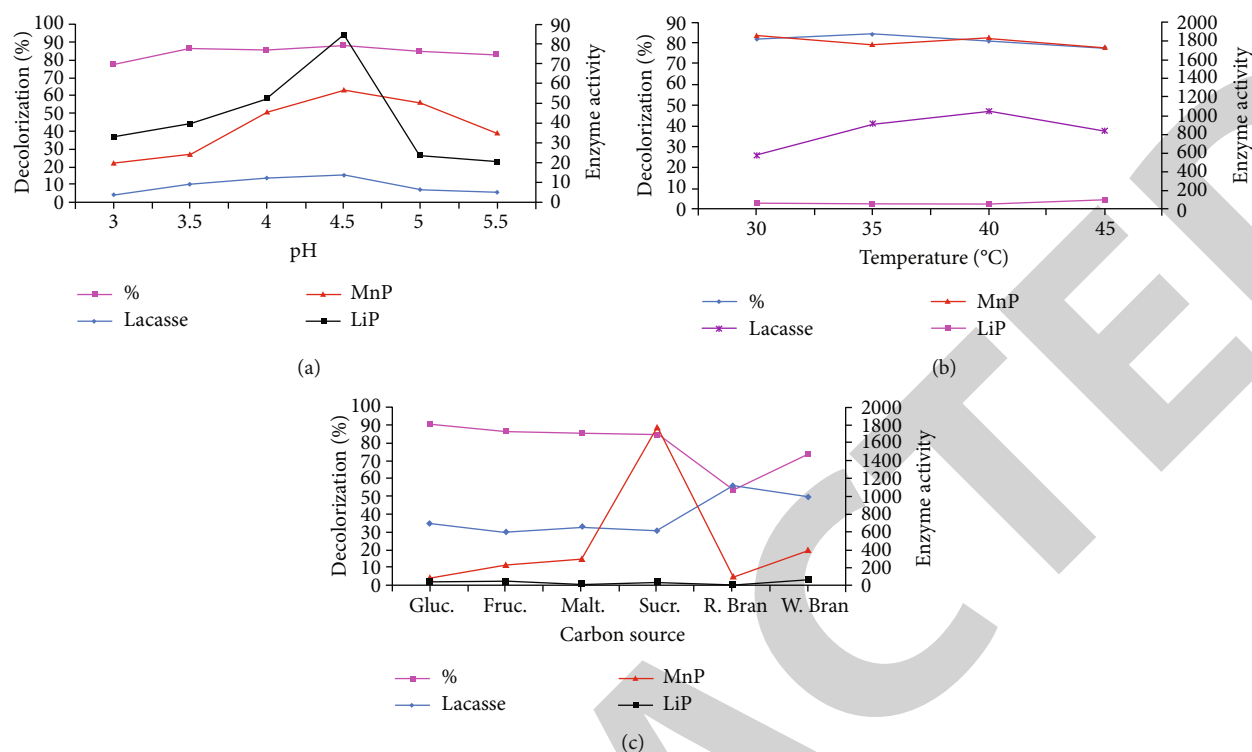 100
90
80
70
60
50
40
30
20
10
0
Decolorization (%)
90
80
70
60
50
40
30
20
10
0
Enzyme activity
3 3.5 4 4.5 5 5.5
pH
% MnP
Lacasse LiP
(a)
90
80
70
60
50
40
30
20
10
0
Decolorization (%)
2000
1800
1600
1400
1200
1000
800
600
400
200
0
Enzyme activity
30 35 40 45
Temperature (°C)
% MnP
Lacasse LiP
(b)
100
90
80
70
60
50
40
30
20
10
0
Decolorization (%)
2000
1800
1600
1400
1200
1000
800
600
400
200
0
Enzyme activity
Gluc. Fruc. Malt. Sucr. R. Bran W. Bran
Carbon source
% MnP
Lacasse LiP
(c)
ACTED